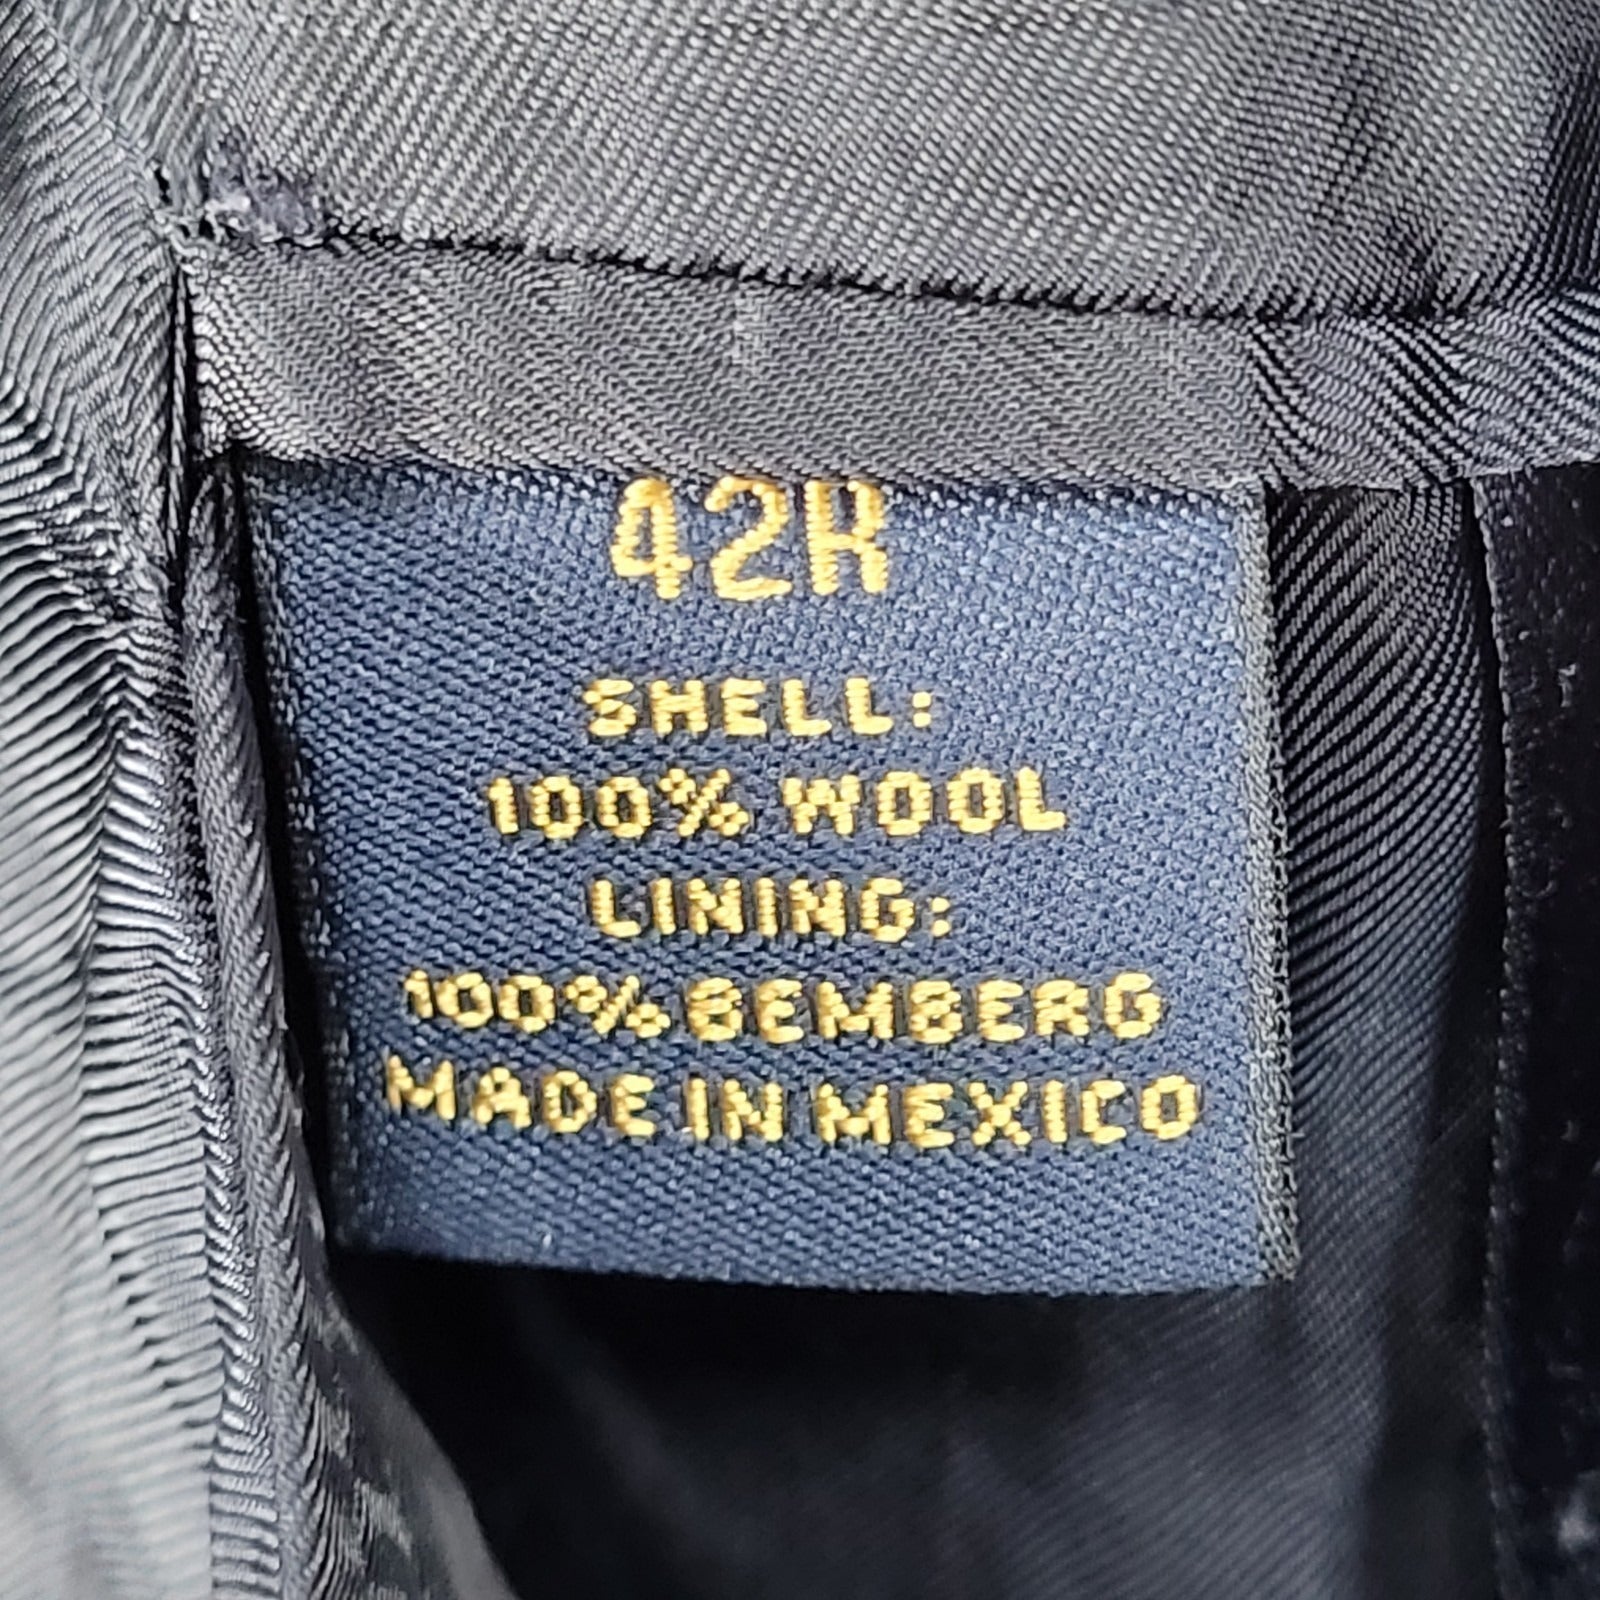 42R
SHELL:
100% WOOL
LINING:
100% BEMBERG
MADE IN MEXICO